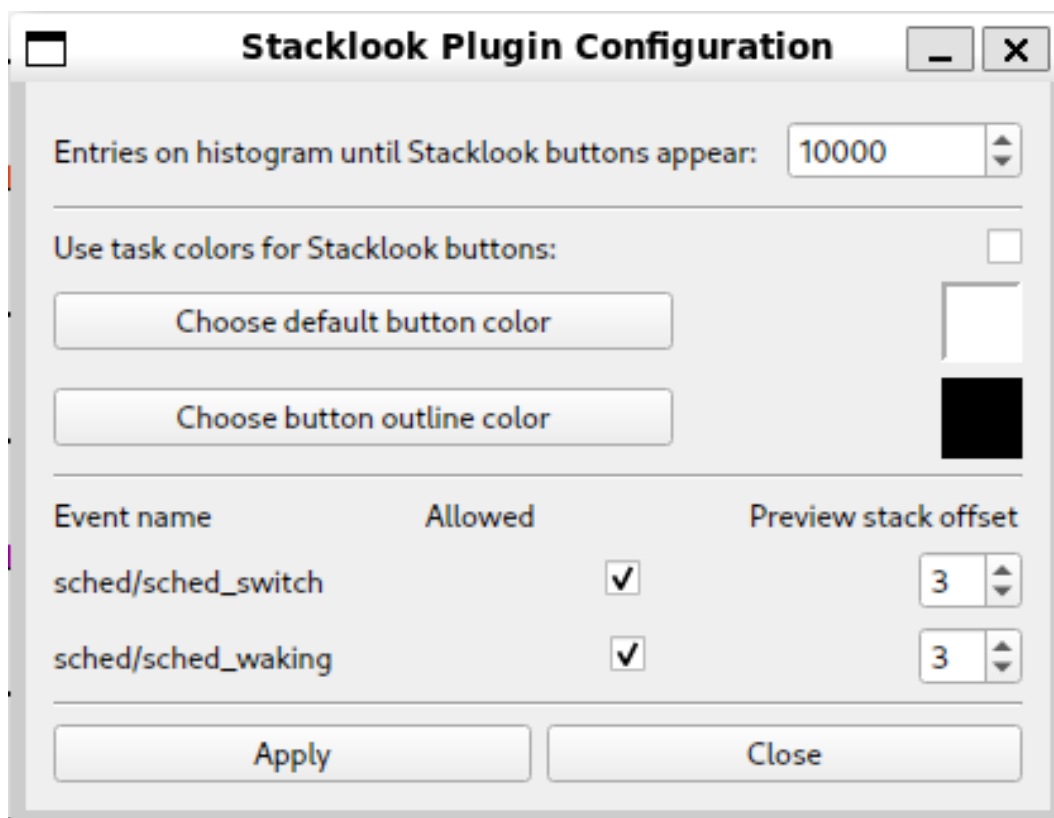 Stacklook Plugin Configuration
Entries on histogram until Stacklook buttons appear: 10000
Use task colors for Stacklook buttons:
Choose default button color
Choose button outline color
Event name Allowed Preview stack offset
sched/sched_switch 3
sched/sched_waking 3
Apply Close